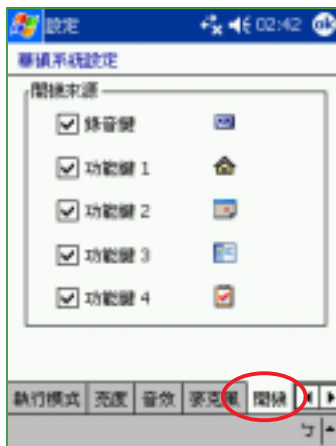 設定 02:42 ok
華碩系統設定
開機來源
錄音鍵
功能鍵 1
功能鍵 2
功能鍵 3
功能鍵 4
執行模式 亮度 音效 麥克風 開機
ㄅ